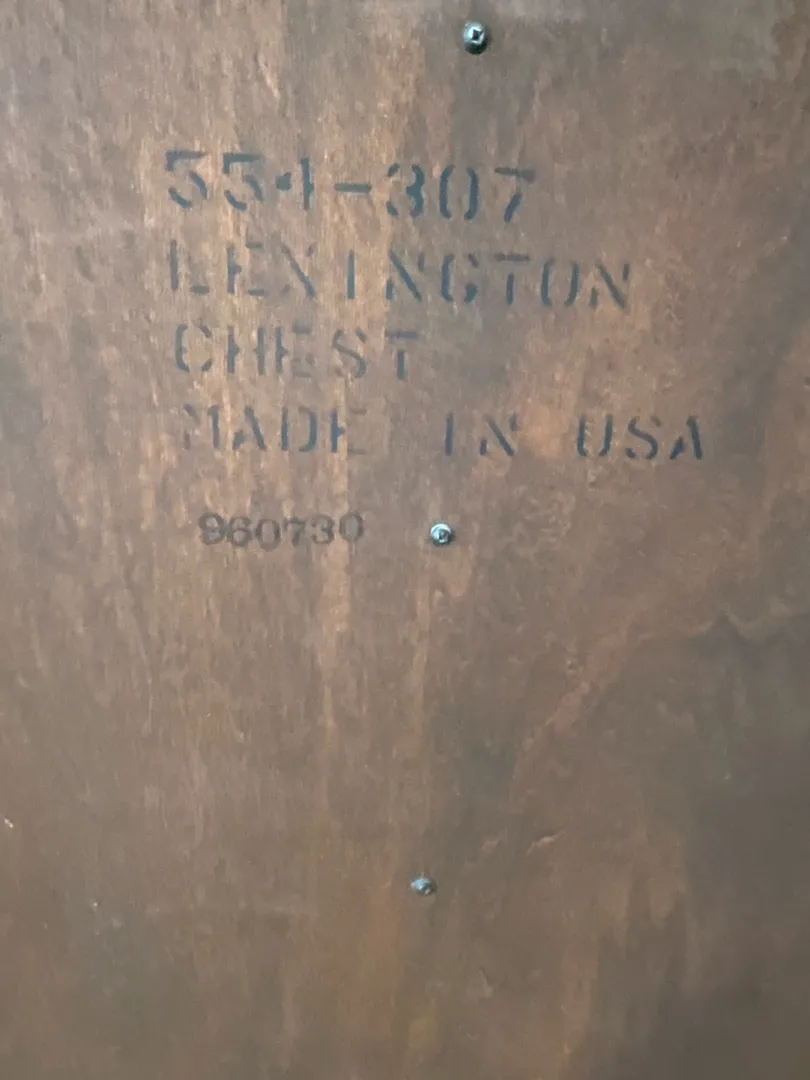 554-307
LEXINGTON
CHEST
MADE IN USA
960730